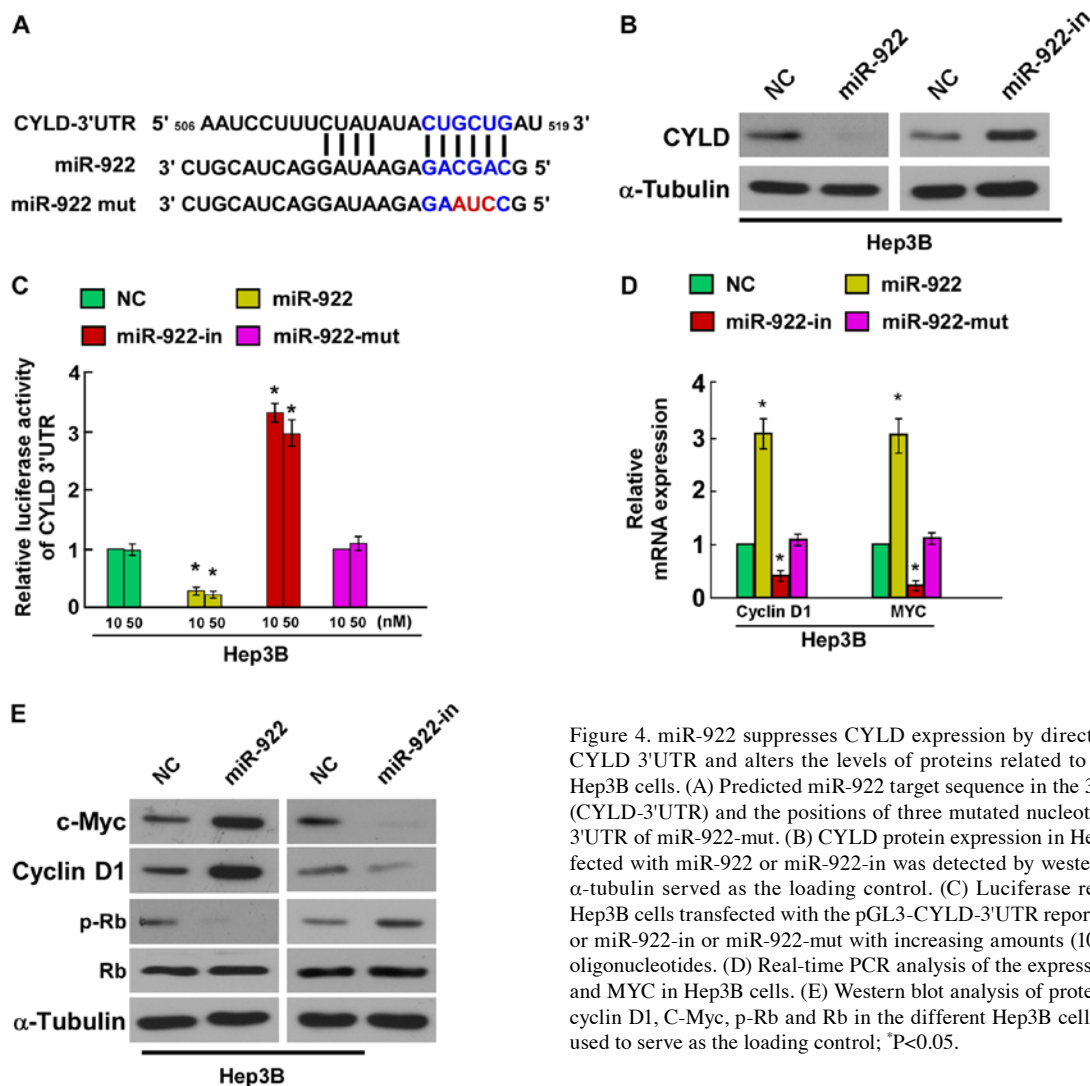 A
CYLD-3'UTR 5' 506 AAUCCUUUCUAUAUACUGCUGAU 519 3'
miR-922 3' CUGCAUCAGGAUAAGAGACGACG 5'
miR-922 mut 3' CUGCAUCAGGAUAAGAGAAUCCG 5'
B
NC miR-922 NC miR-922-in
CYLD
α-Tubulin
Hep3B
C
NC miR-922
miR-922-in miR-922-mut
Relative luciferase activity
of CYLD 3'UTR
4
3
2
1
0
* * * *
10 50 10 50 10 50 10 50 (nM)
Hep3B
D
NC miR-922
miR-922-in miR-922-mut
Relative
mRNA expression
4
3
2
1
0
* * * *
Cyclin D1 MYC
Hep3B
E
NC miR-922 NC miR-922-in
c-Myc
Cyclin D1
p-Rb
Rb
α-Tubulin
Hep3B
Figure 4. miR-922 suppresses CYLD expression by direct
CYLD 3'UTR and alters the levels of proteins related to
Hep3B cells. (A) Predicted miR-922 target sequence in the 3
(CYLD-3'UTR) and the positions of three mutated nucleot
3'UTR of miR-922-mut. (B) CYLD protein expression in He
fected with miR-922 or miR-922-in was detected by weste
α-tubulin served as the loading control. (C) Luciferase re
Hep3B cells transfected with the pGL3-CYLD-3'UTR repor
or miR-922-in or miR-922-mut with increasing amounts (10
oligonucleotides. (D) Real-time PCR analysis of the express
and MYC in Hep3B cells. (E) Western blot analysis of prote
cyclin D1, C-Myc, p-Rb and Rb in the different Hep3B cell
used to serve as the loading control; *P<0.05.